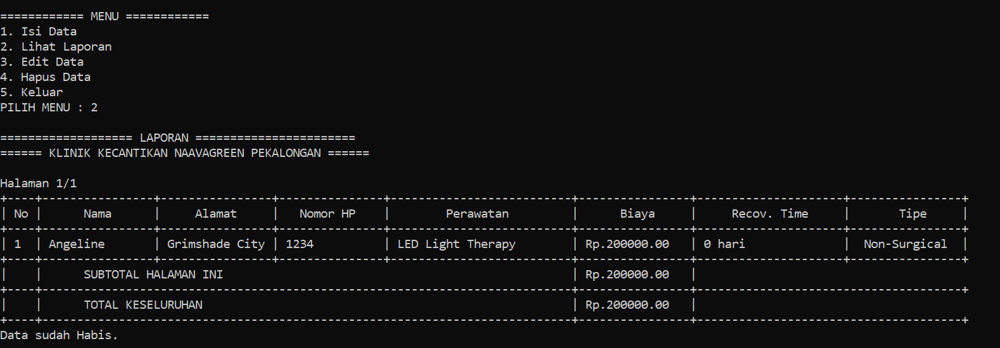 ============ MENU ============
1. Isi Data
2. Lihat Laporan
3. Edit Data
4. Hapus Data
5. Keluar
PILIH MENU : 2
=================== LAPORAN =======================
====== KLINIK KECANTIKAN NAAVAGREEN PEKALONGAN ======
Halaman 1/1
+----+----------------+----------------+---------------+--------------------------+----------------+---------------------+----------------+
| No |      Nama      |     Alamat     |   Nomor HP    |        Perawatan         |      Biaya     |     Recov. Time     |       Tipe     |
+----+----------------+----------------+---------------+--------------------------+----------------+---------------------+----------------+
| 1  | Angeline       | Grimshade City | 1234          | LED Light Therapy        | Rp.200000.00   | 0 hari              |  Non-Surgical  |
+----+----------------+----------------+---------------+--------------------------+----------------+---------------------+----------------+
|    |      SUBTOTAL HALAMAN INI                                                  | Rp.200000.00   |
+----+----------------------------------------------------------------------------+----------------+--------------------------------------+
|    |      TOTAL KESELURUHAN                                                     | Rp.200000.00   |
+----+----------------------------------------------------------------------------+----------------+--------------------------------------+
Data sudah Habis.